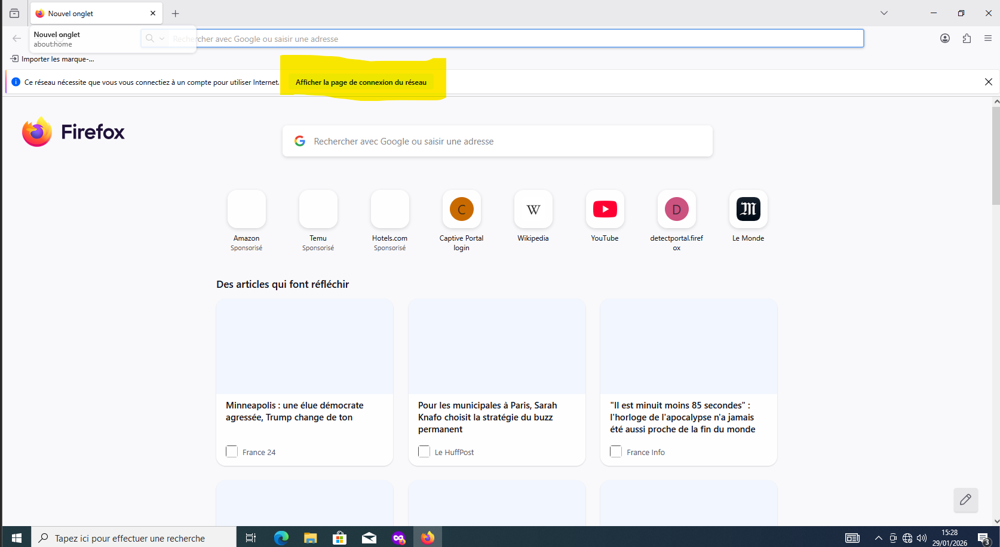 Nouvel onglet
Nouvel onglet
about:home
Rechercher avec Google ou saisir une adresse
Importer les marque-...
Ce réseau nécessite que vous vous connectiez à un compte pour utiliser Internet.
Afficher la page de connexion du réseau
Firefox
Rechercher avec Google ou saisir une adresse
C
W
D
M
Amazon
Sponsorisé
Temu
Sponsorisé
Hotels.com
Sponsorisé
Captive Portal
login
Wikipedia
YouTube
detectportal.firef
ox
Le Monde
Des articles qui font réfléchir
Minneapolis : une élue démocrate
agressée, Trump change de ton
France 24
Pour les municipales à Paris, Sarah
Knafo choisit la stratégie du buzz
permanent
Le HuffPost
"Il est minuit moins 85 secondes" :
l'horloge de l'apocalypse n'a jamais
été aussi proche de la fin du monde
France Info
Tapez ici pour effectuer une recherche
15:28
29/01/2026
3